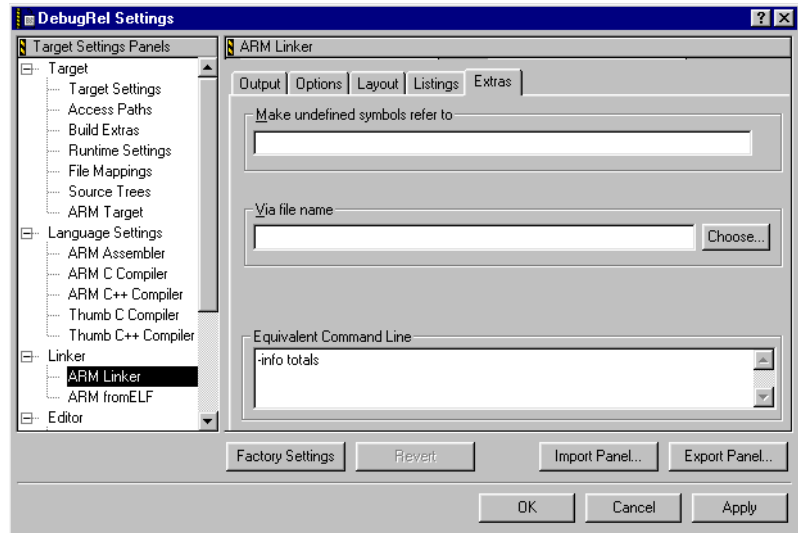 DebugRel Settings
Target Settings Panels
Target
Target Settings
Access Paths
Build Extras
Runtime Settings
File Mappings
Source Trees
ARM Target
Language Settings
ARM Assembler
ARM C Compiler
ARM C++ Compiler
Thumb C Compiler
Thumb C++ Compiler
Linker
ARM Linker
ARM fromELF
Editor
ARM Linker
Output Options Layout Listings Extras
Make undefined symbols refer to
Via file name
Choose...
Equivalent Command Line
-info totals
Factory Settings Revert Import Panel... Export Panel...
OK Cancel Apply